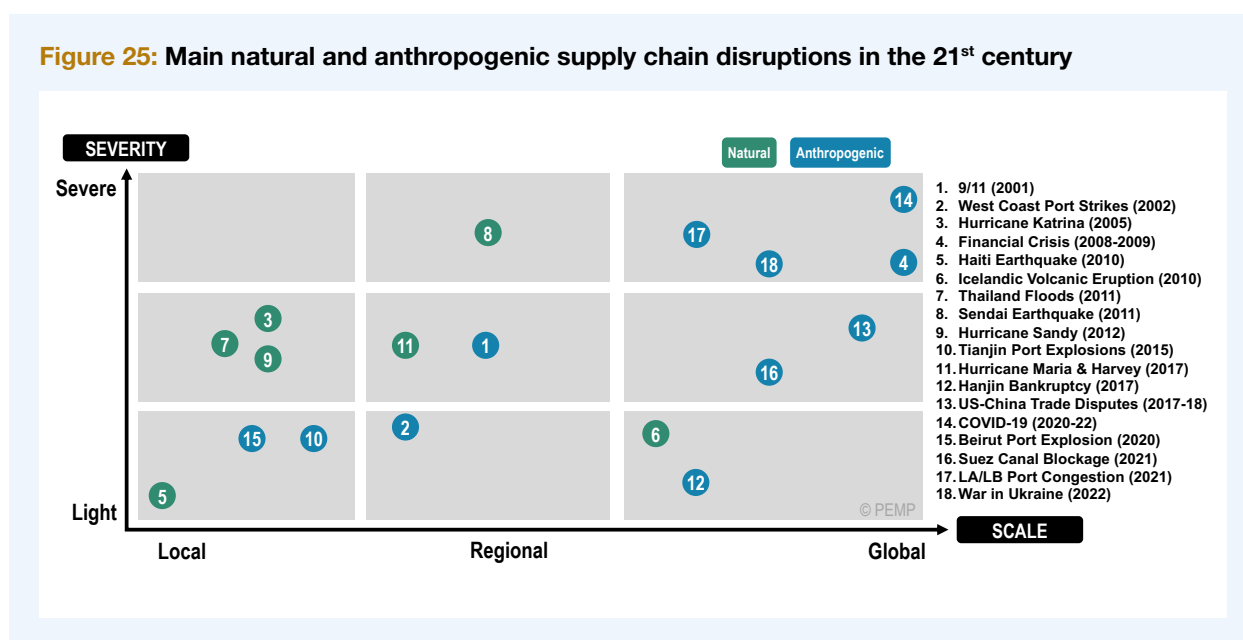 Figure 25: Main natural and anthropogenic supply chain disruptions in the 21st century
SEVERITY
Natural
Anthropogenic
Severe
14
8
17
18
4
3
7
9
11
1
13
16
15
10
2
6
12
5
Light
© PEMP
Local
Regional
Global
SCALE
1. 9/11 (2001)
2. West Coast Port Strikes (2002)
3. Hurricane Katrina (2005)
4. Financial Crisis (2008-2009)
5. Haiti Earthquake (2010)
6. Icelandic Volcanic Eruption (2010)
7. Thailand Floods (2011)
8. Sendai Earthquake (2011)
9. Hurricane Sandy (2012)
10. Tianjin Port Explosions (2015)
11. Hurricane Maria & Harvey (2017)
12. Hanjin Bankruptcy (2017)
13. US-China Trade Disputes (2017-18)
14. COVID-19 (2020-22)
15. Beirut Port Explosion (2020)
16. Suez Canal Blockage (2021)
17. LA/LB Port Congestion (2021)
18. War in Ukraine (2022)